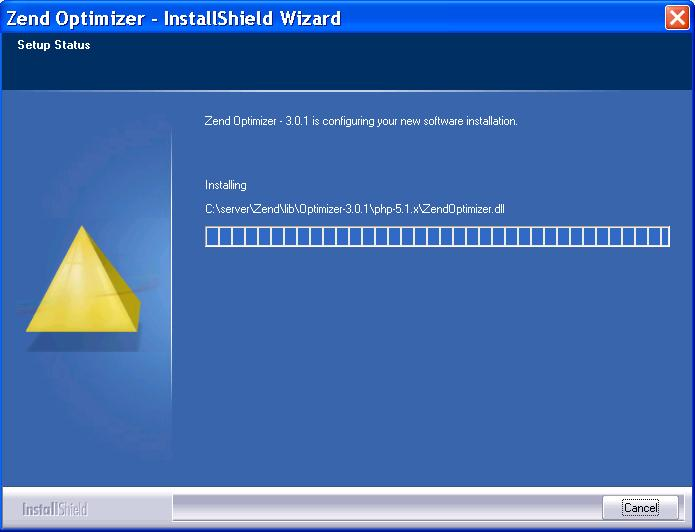 Zend Optimizer - InstallShield Wizard
Setup Status
Zend Optimizer - 3.0.1 is configuring your new software installation.
Installing
C:\server\Zend\lib\Optimizer-3.0.1\php-5.1.x\ZendOptimizer.dll
InstallShield
Cancel